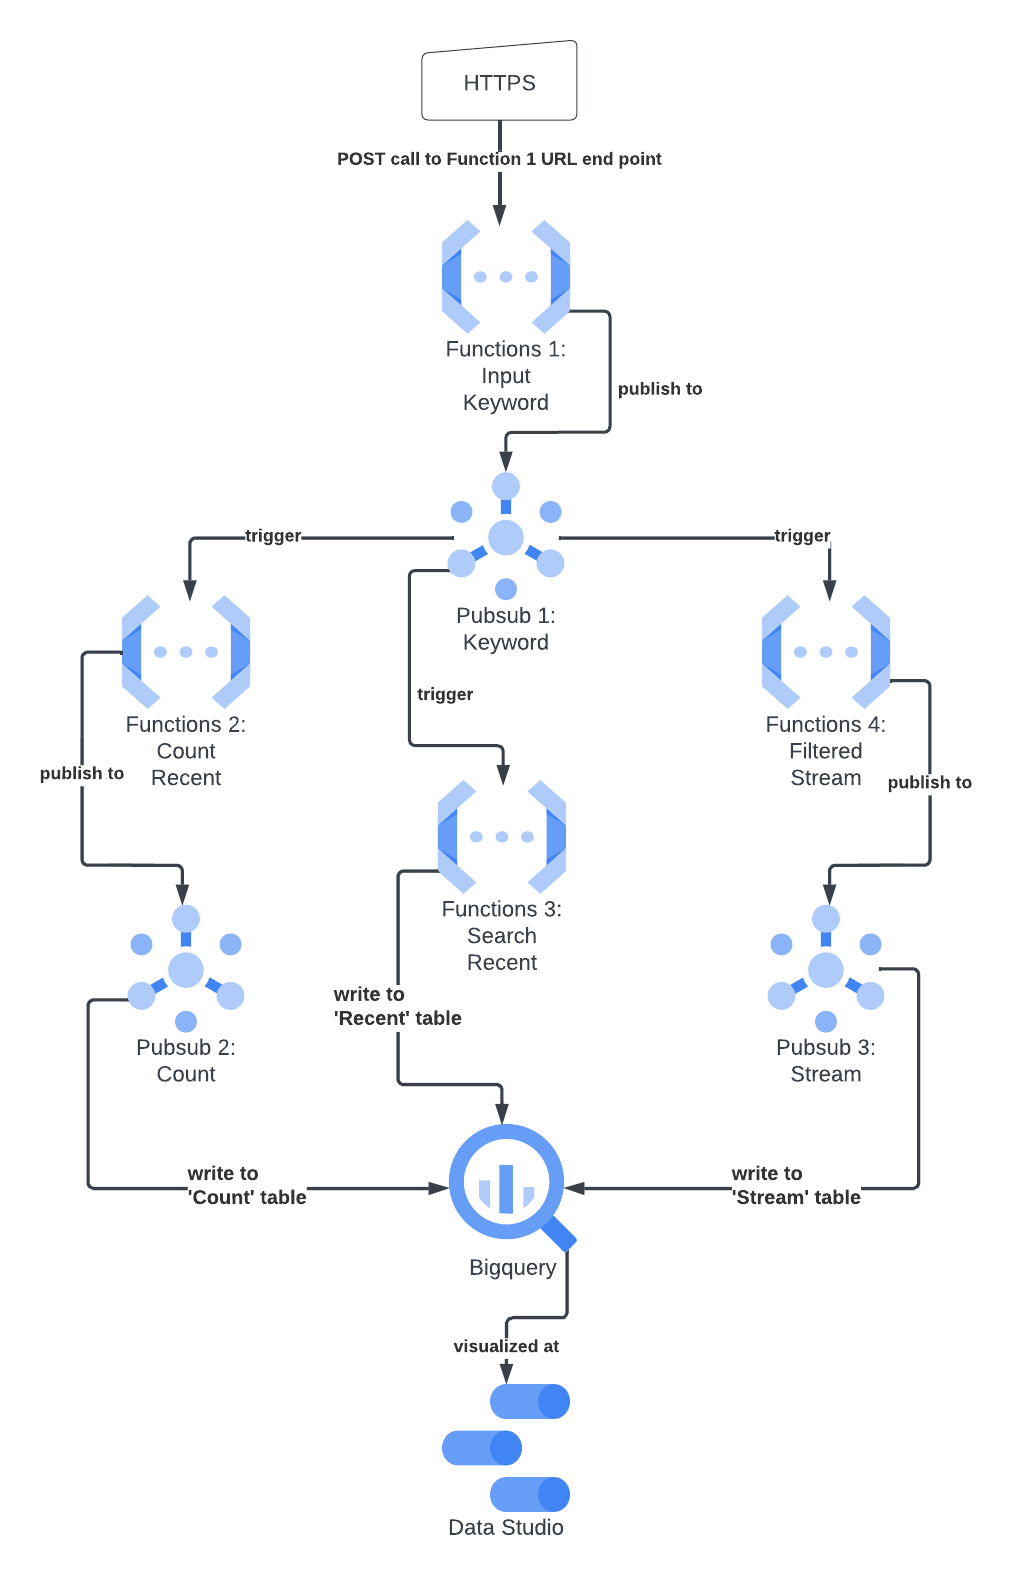 HTTPS
POST call to Function 1 URL end point
Functions 1:
Input
Keyword
publish to
trigger
trigger
Pubsub 1:
Keyword
trigger
Functions 2:
Count
Recent
Functions 4:
Filtered
Stream
publish to
publish to
Functions 3:
Search
Recent
write to
'Recent' table
Pubsub 2:
Count
Pubsub 3:
Stream
write to
'Count' table
write to
'Stream' table
Bigquery
visualized at
Data Studio